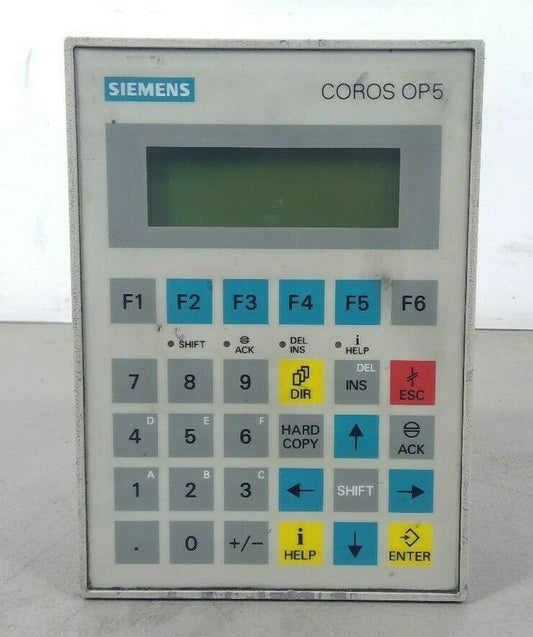 SIEMENS COROS OP5
F1 F2 F3 F4 F5 F6
SHIFT ACK DEL INS i HELP
7 8 9 DIR DEL INS ESC
4 D 5 E 6 F HARD COPY ACK
1 A 2 B 3 C SHIFT
. 0 +/− i HELP ENTER